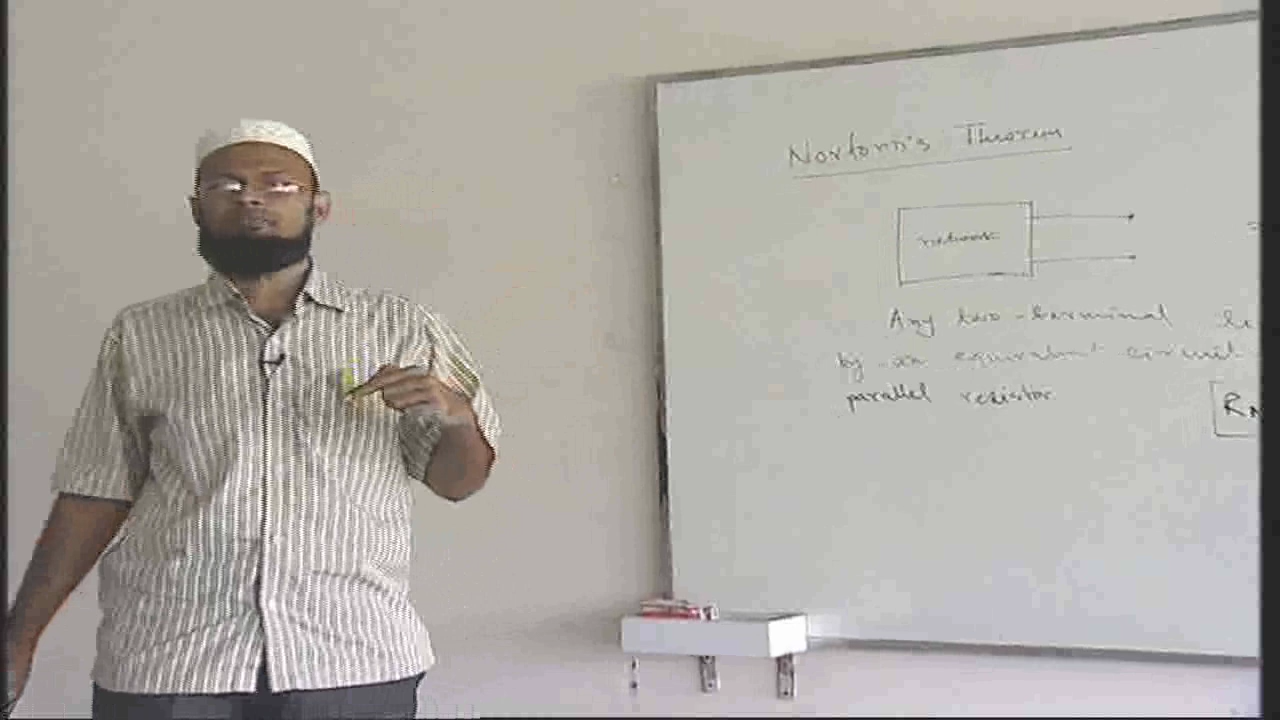 Norton's Theorem
network
Any two-terminal
by an equivalent circuit
parallel resistor
R